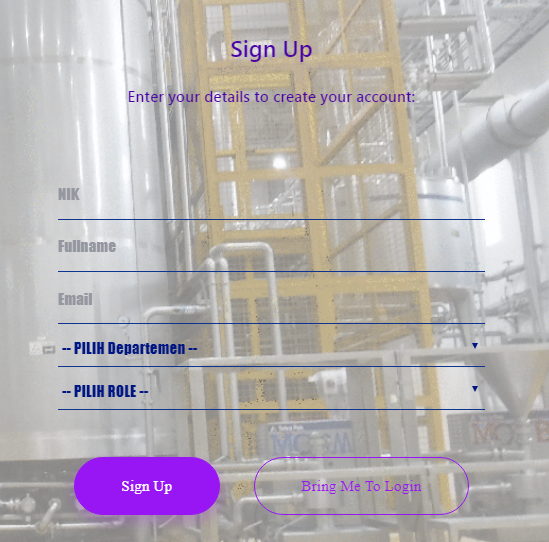 Sign Up
Enter your details to create your account:
NIK
Fullname
Email
-- PILIH Departemen --
-- PILIH ROLE --
Sign Up
Bring Me To Login